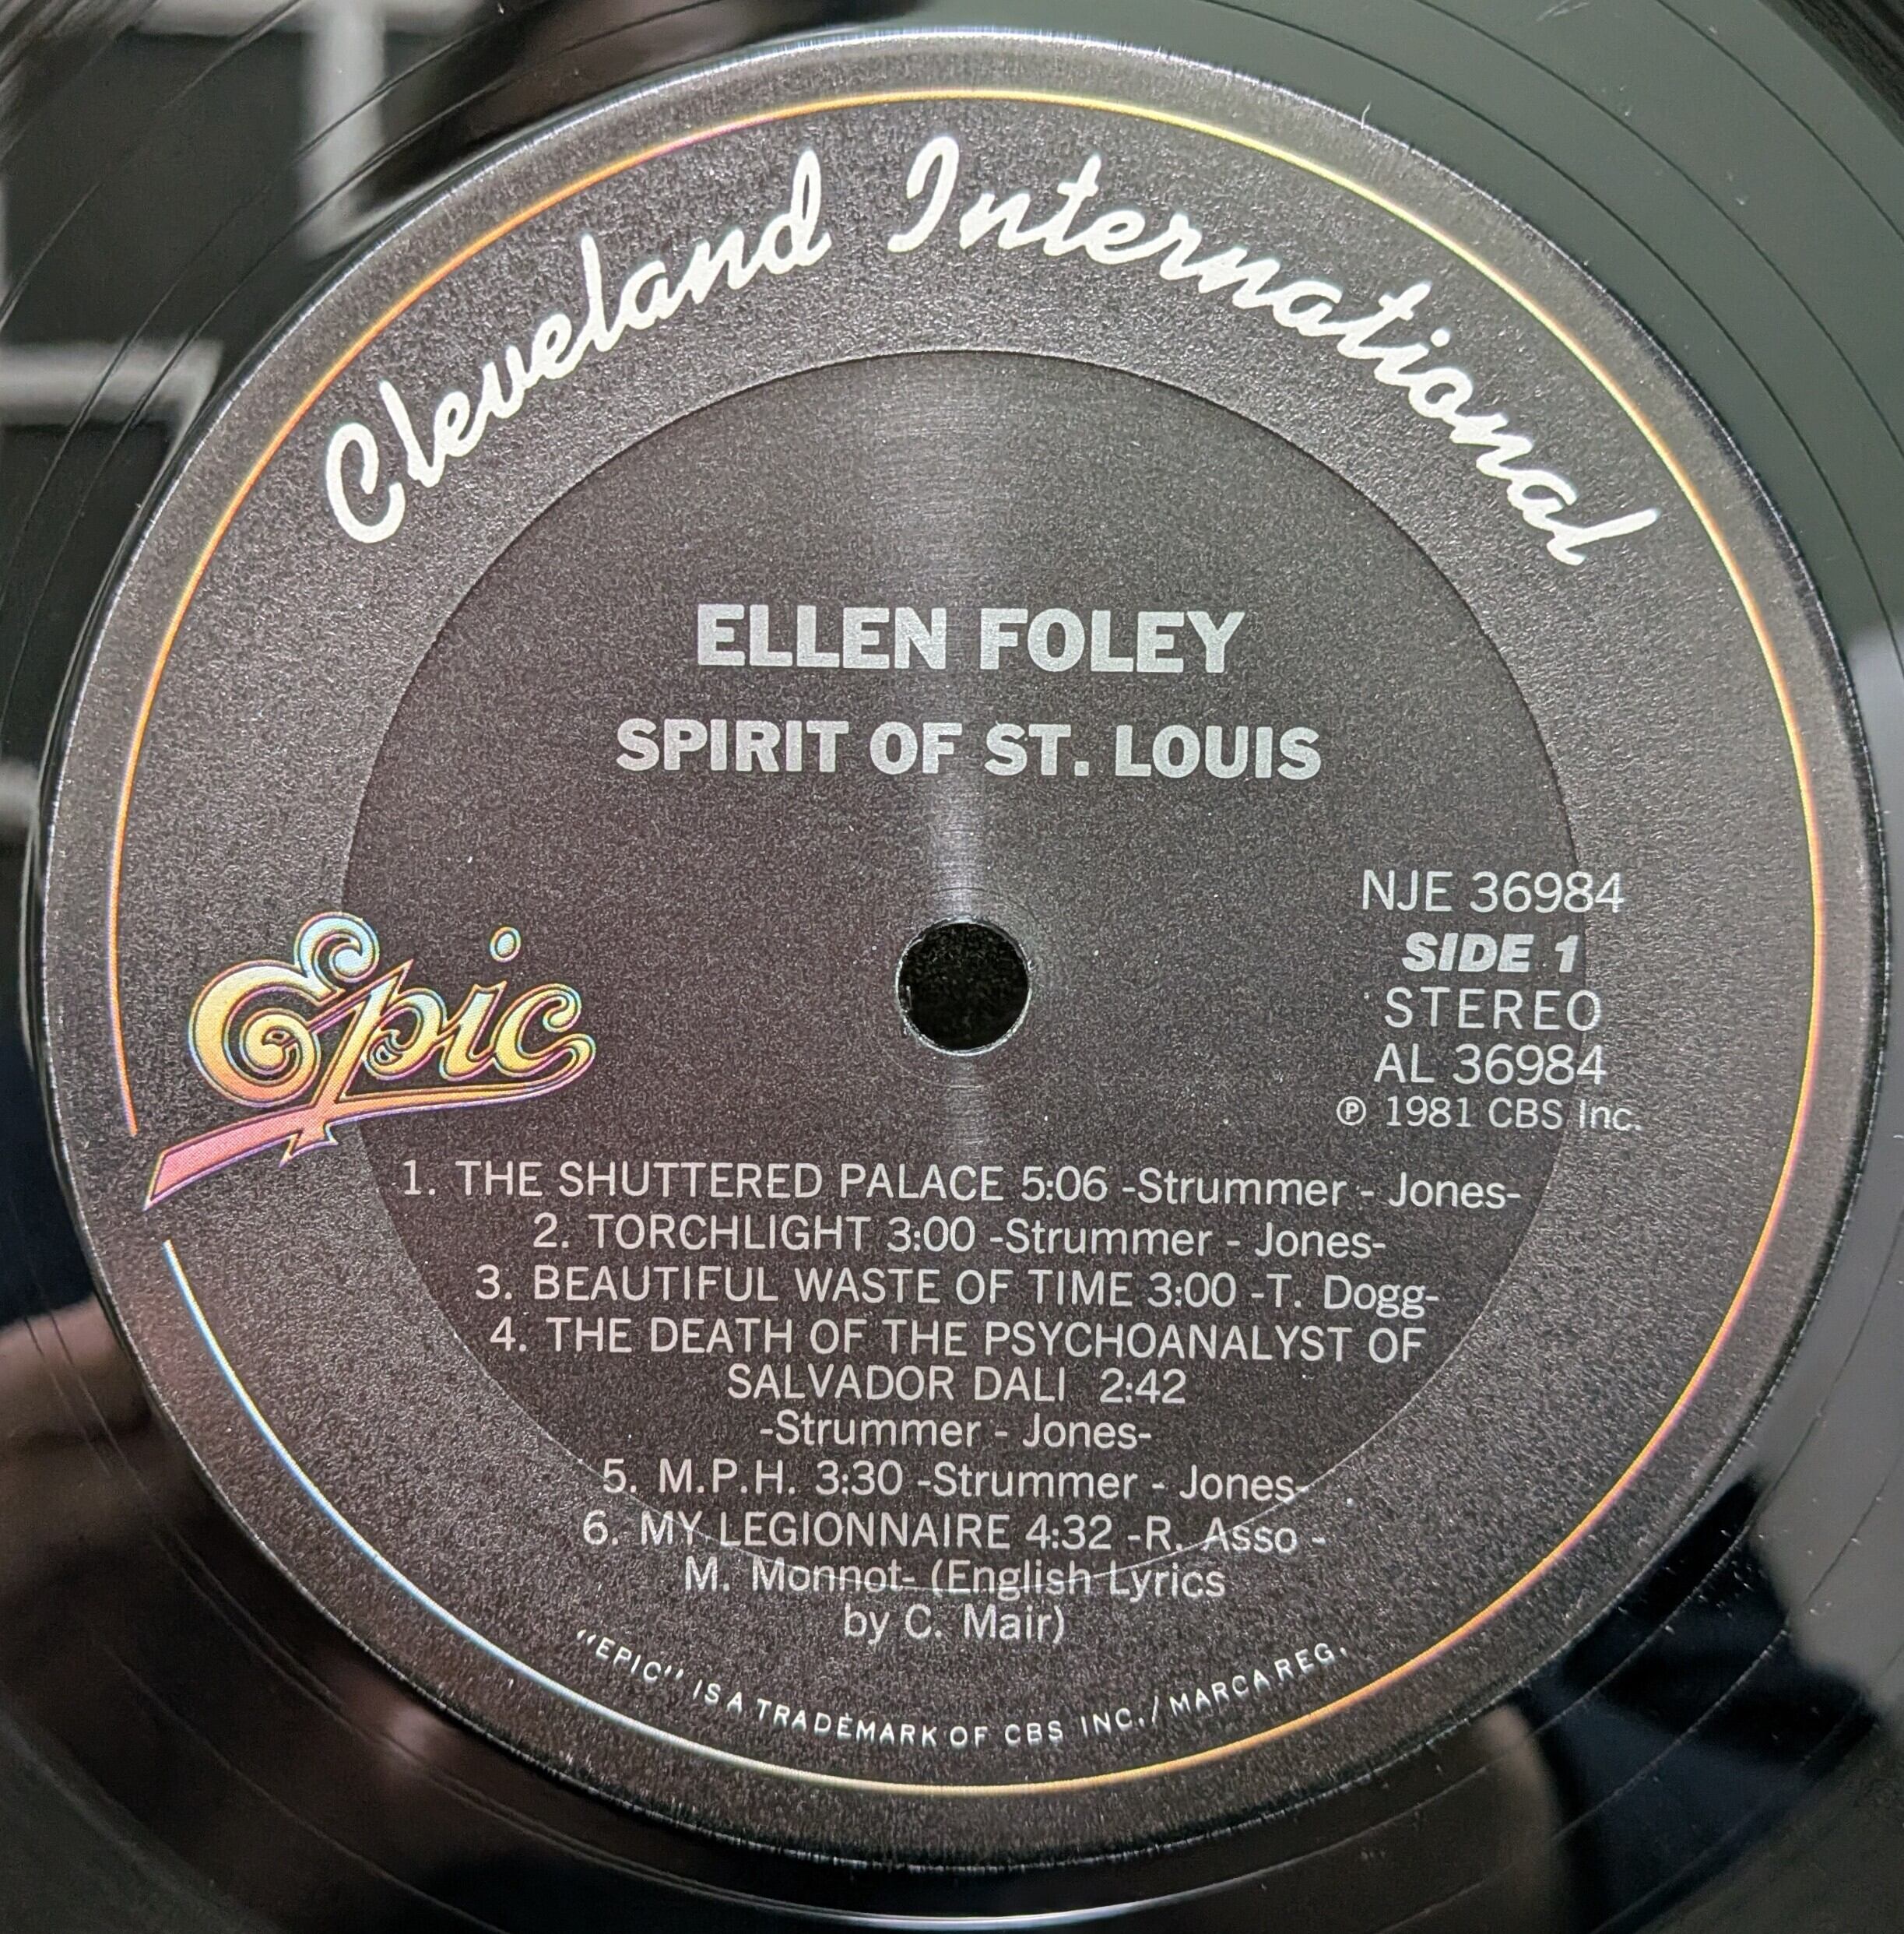 Cleveland International
ELLEN FOLEY
SPIRIT OF ST. LOUIS
NJE 36984
SIDE 1
STEREO
AL 36984
℗ 1981 CBS Inc.
Epic
1. THE SHUTTERED PALACE 5:06 -Strummer - Jones-
2. TORCHLIGHT 3:00 -Strummer - Jones-
3. BEAUTIFUL WASTE OF TIME 3:00 -T. Dogg-
4. THE DEATH OF THE PSYCHOANALYST OF
SALVADOR DALI 2:42
-Strummer - Jones-
5. M.P.H. 3:30 -Strummer - Jones-
6. MY LEGIONNAIRE 4:32 -R. Asso -
M. Monnot- (English Lyrics
by C. Mair)
"EPIC" IS A TRADEMARK OF CBS INC./MARCA REG.